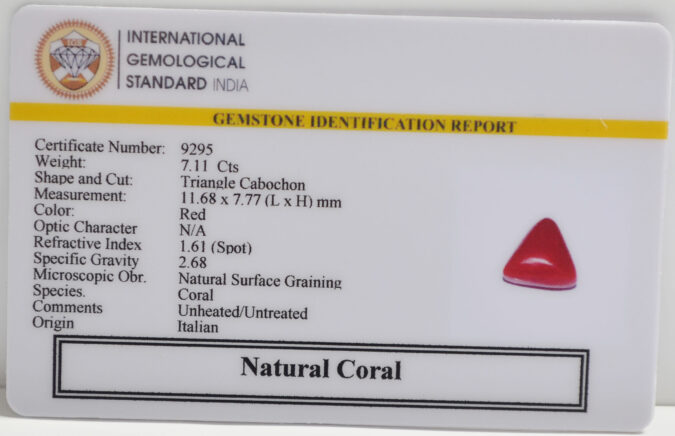 IGS
INTERNATIONAL
GEMOLOGICAL
STANDARD INDIA
GEMSTONE IDENTIFICATION REPORT
Certificate Number: 9295
Weight: 7.11 Cts
Shape and Cut: Triangle Cabochon
Measurement: 11.68 x 7.77 (L x H) mm
Color: Red
Optic Character N/A
Refractive Index 1.61 (Spot)
Specific Gravity 2.68
Microscopic Obr. Natural Surface Graining
Species. Coral
Comments Unheated/Untreated
Origin Italian
Natural Coral